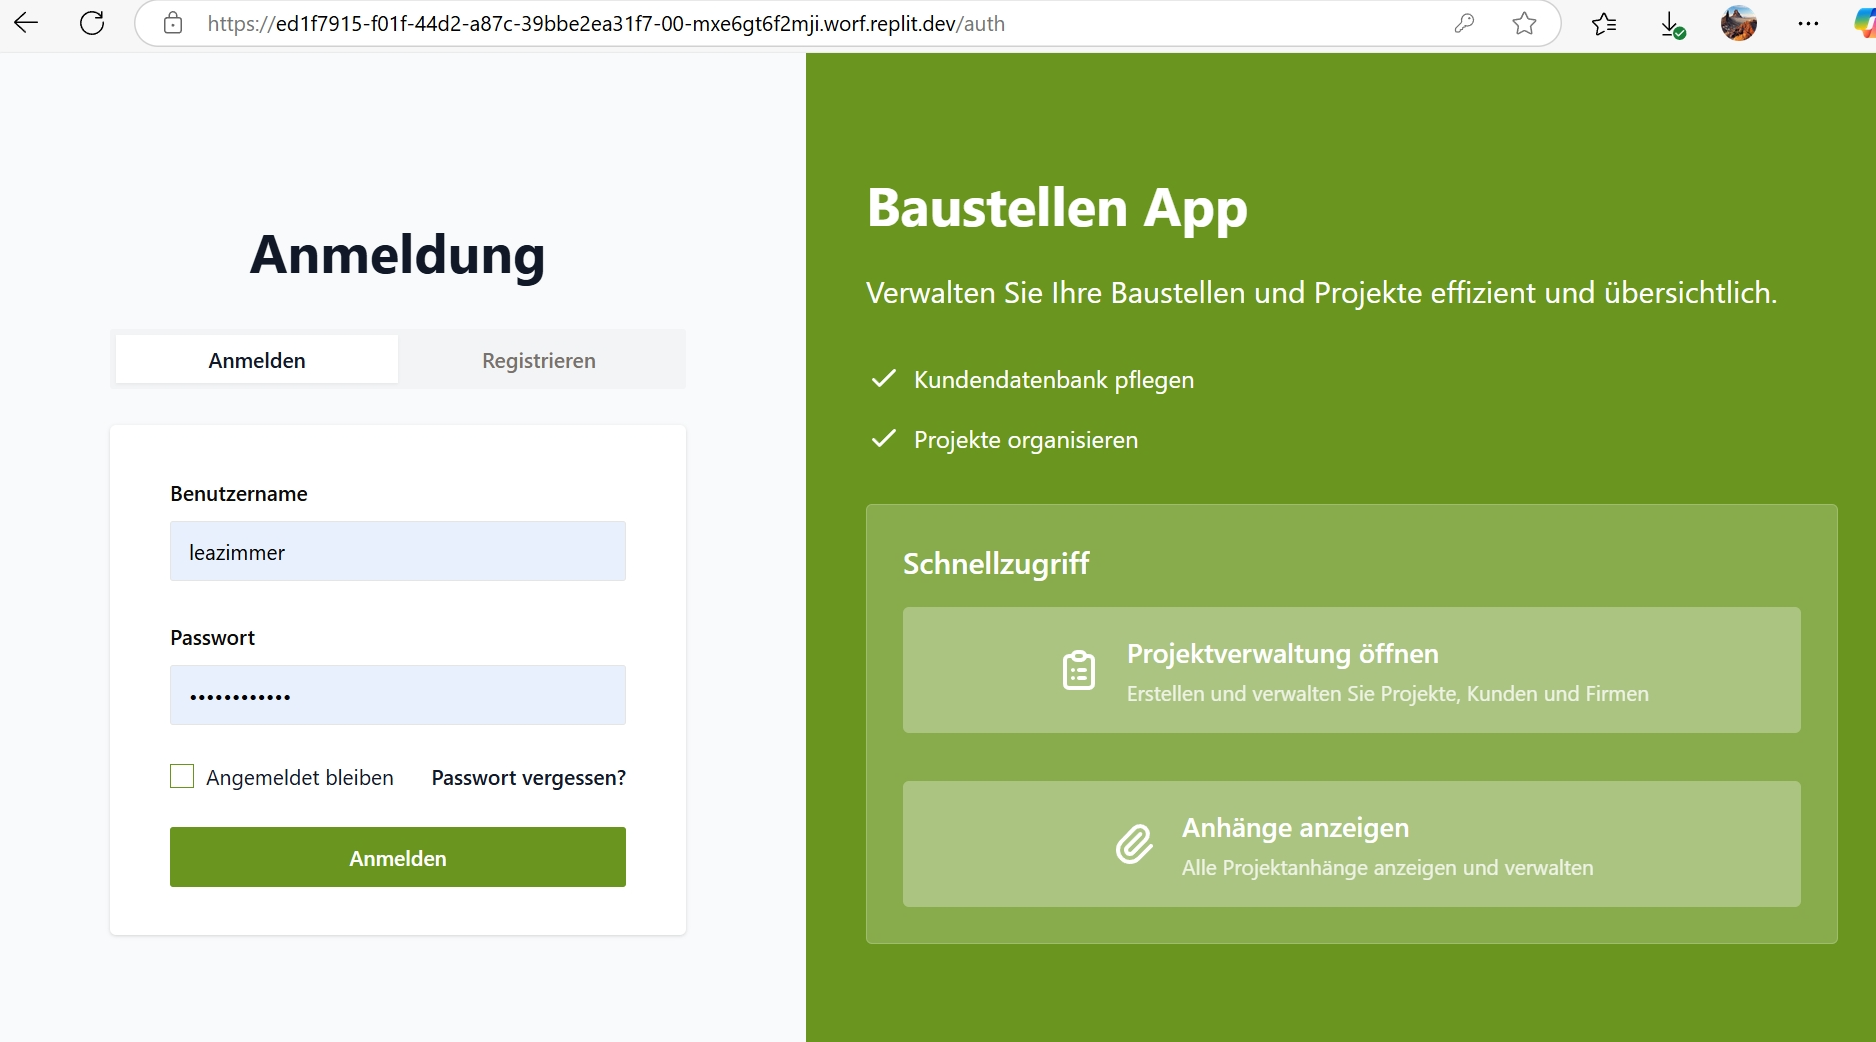 https://ed1f7915-f01f-44d2-a87c-39bbe2ea31f7-00-mxe6gt6f2mji.worf.replit.dev/auth
Anmeldung
Anmelden
Registrieren
Benutzername
leazimmer
Passwort
••••••••••••
Angemeldet bleiben
Passwort vergessen?
Anmelden
Baustellen App
Verwalten Sie Ihre Baustellen und Projekte effizient und übersichtlich.
Kundendatenbank pflegen
Projekte organisieren
Schnellzugriff
Projektverwaltung öffnen
Erstellen und verwalten Sie Projekte, Kunden und Firmen
Anhänge anzeigen
Alle Projektanhänge anzeigen und verwalten